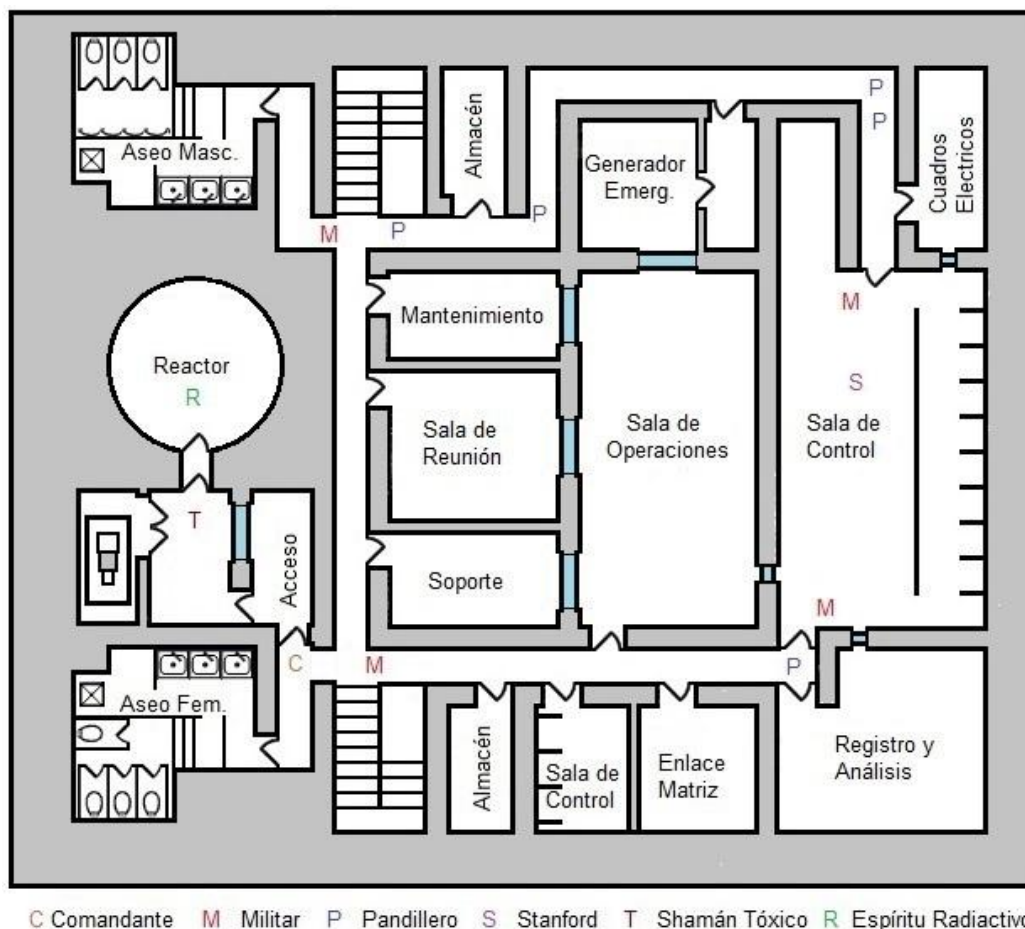 Aseo Masc.
Almacén
P
P
Generador
Emerg.
Cuadros
Electricos
M
P
P
Mantenimiento
M
Reactor
R
S
Sala de
Reunión
Sala de
Operaciones
Sala de
Control
T
Acceso
Soporte
M
C
M
P
Aseo Fem.
Almacén
Sala de
Control
Enlace
Matriz
Registro y
Análisis
C Comandante M Militar P Pandillero S Stanford T Shamán Tóxico R Espíritu Radiactivo